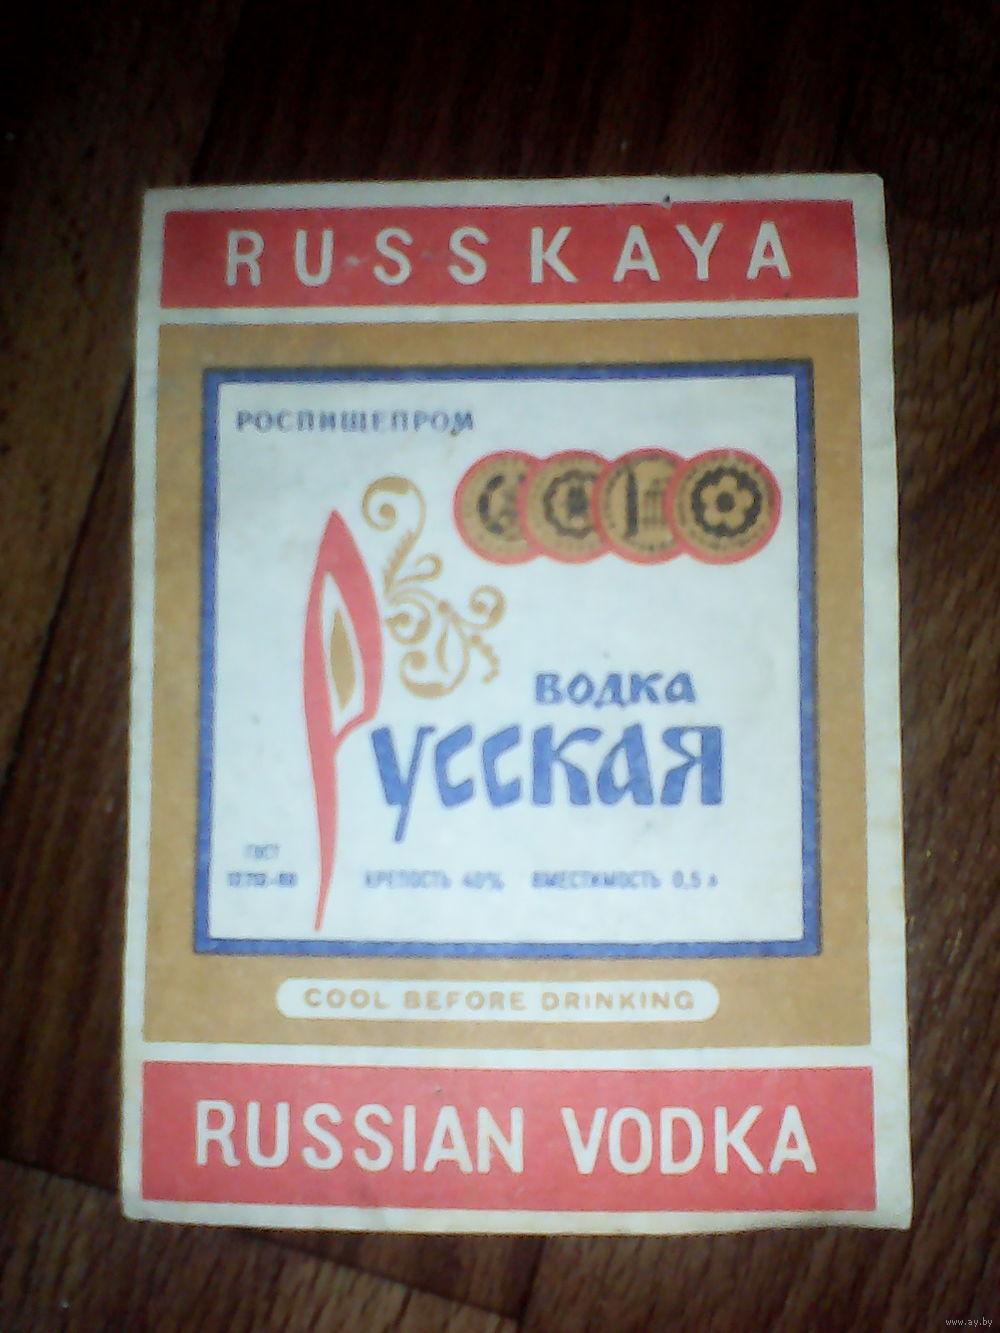 RUSSKAYA
РОСПИЩЕПРОМ
ВОДКА
Русская
ГОСТ
КРЕПОСТЬ 40% ВМЕСТИМОСТЬ 0,5 л
COOL BEFORE DRINKING
RUSSIAN VODKA
www.ay.by